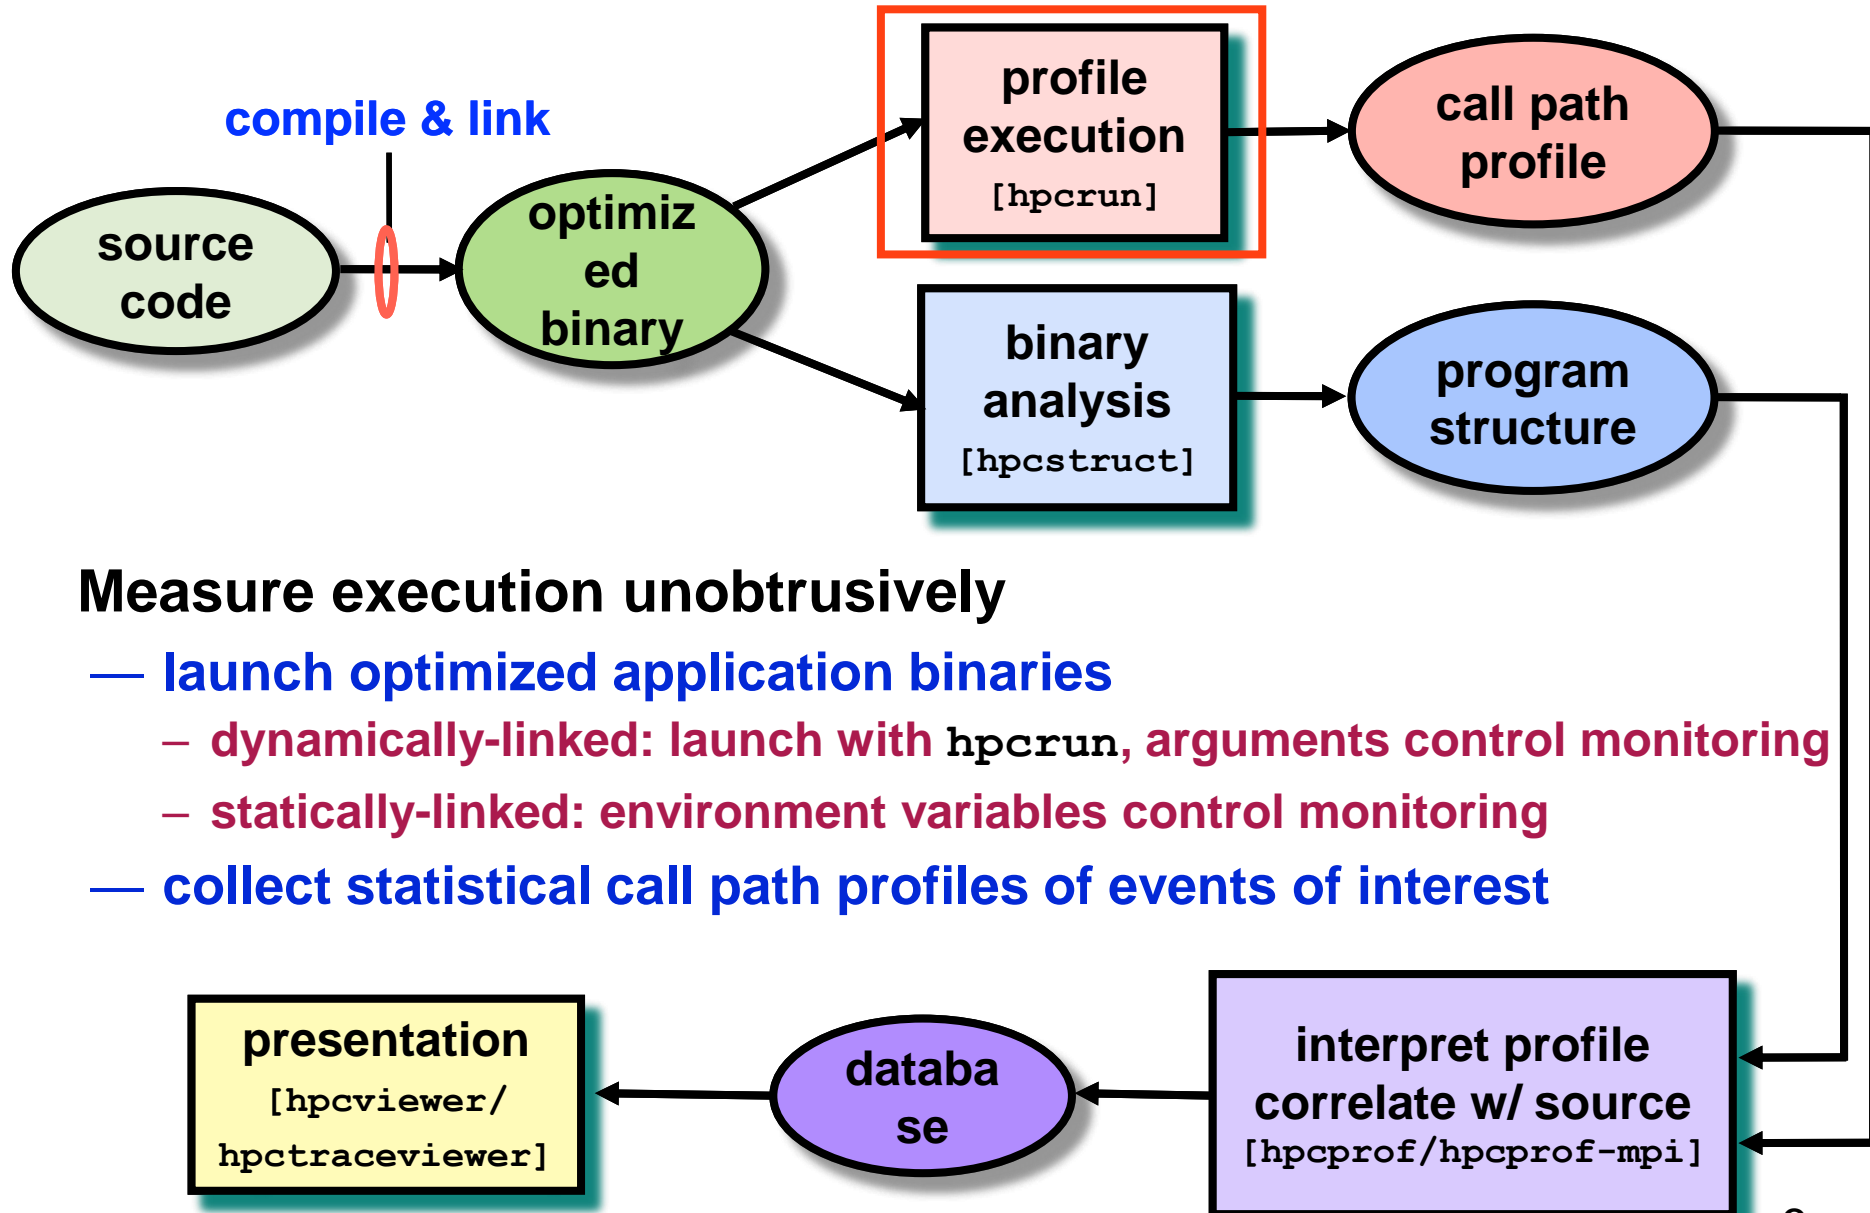 compile & link
source
code
optimiz
ed
binary
profile
execution
[hpcrun]
call path
profile
binary
analysis
[hpcstruct]
program
structure
Measure execution unobtrusively
— launch optimized application binaries
– dynamically-linked: launch with hpcrun, arguments control monitoring
– statically-linked: environment variables control monitoring
— collect statistical call path profiles of events of interest
presentation
[hpcviewer/
hpctraceviewer]
databa
se
interpret profile
correlate w/ source
[hpcprof/hpcprof-mpi]